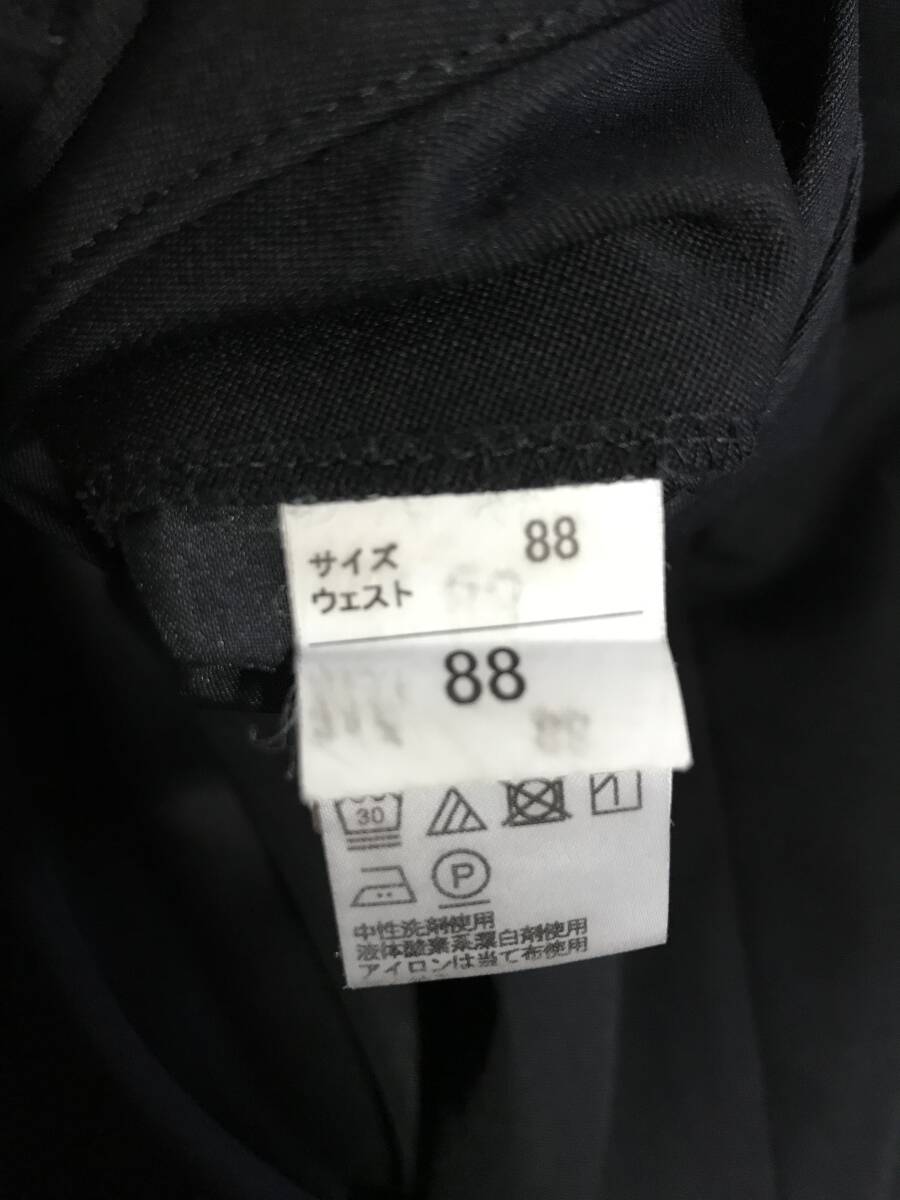 サイズ 88
ウェスト
88
30
P
中性洗剤使用
液体酸素系漂白剤使用
アイロンは当て布使用